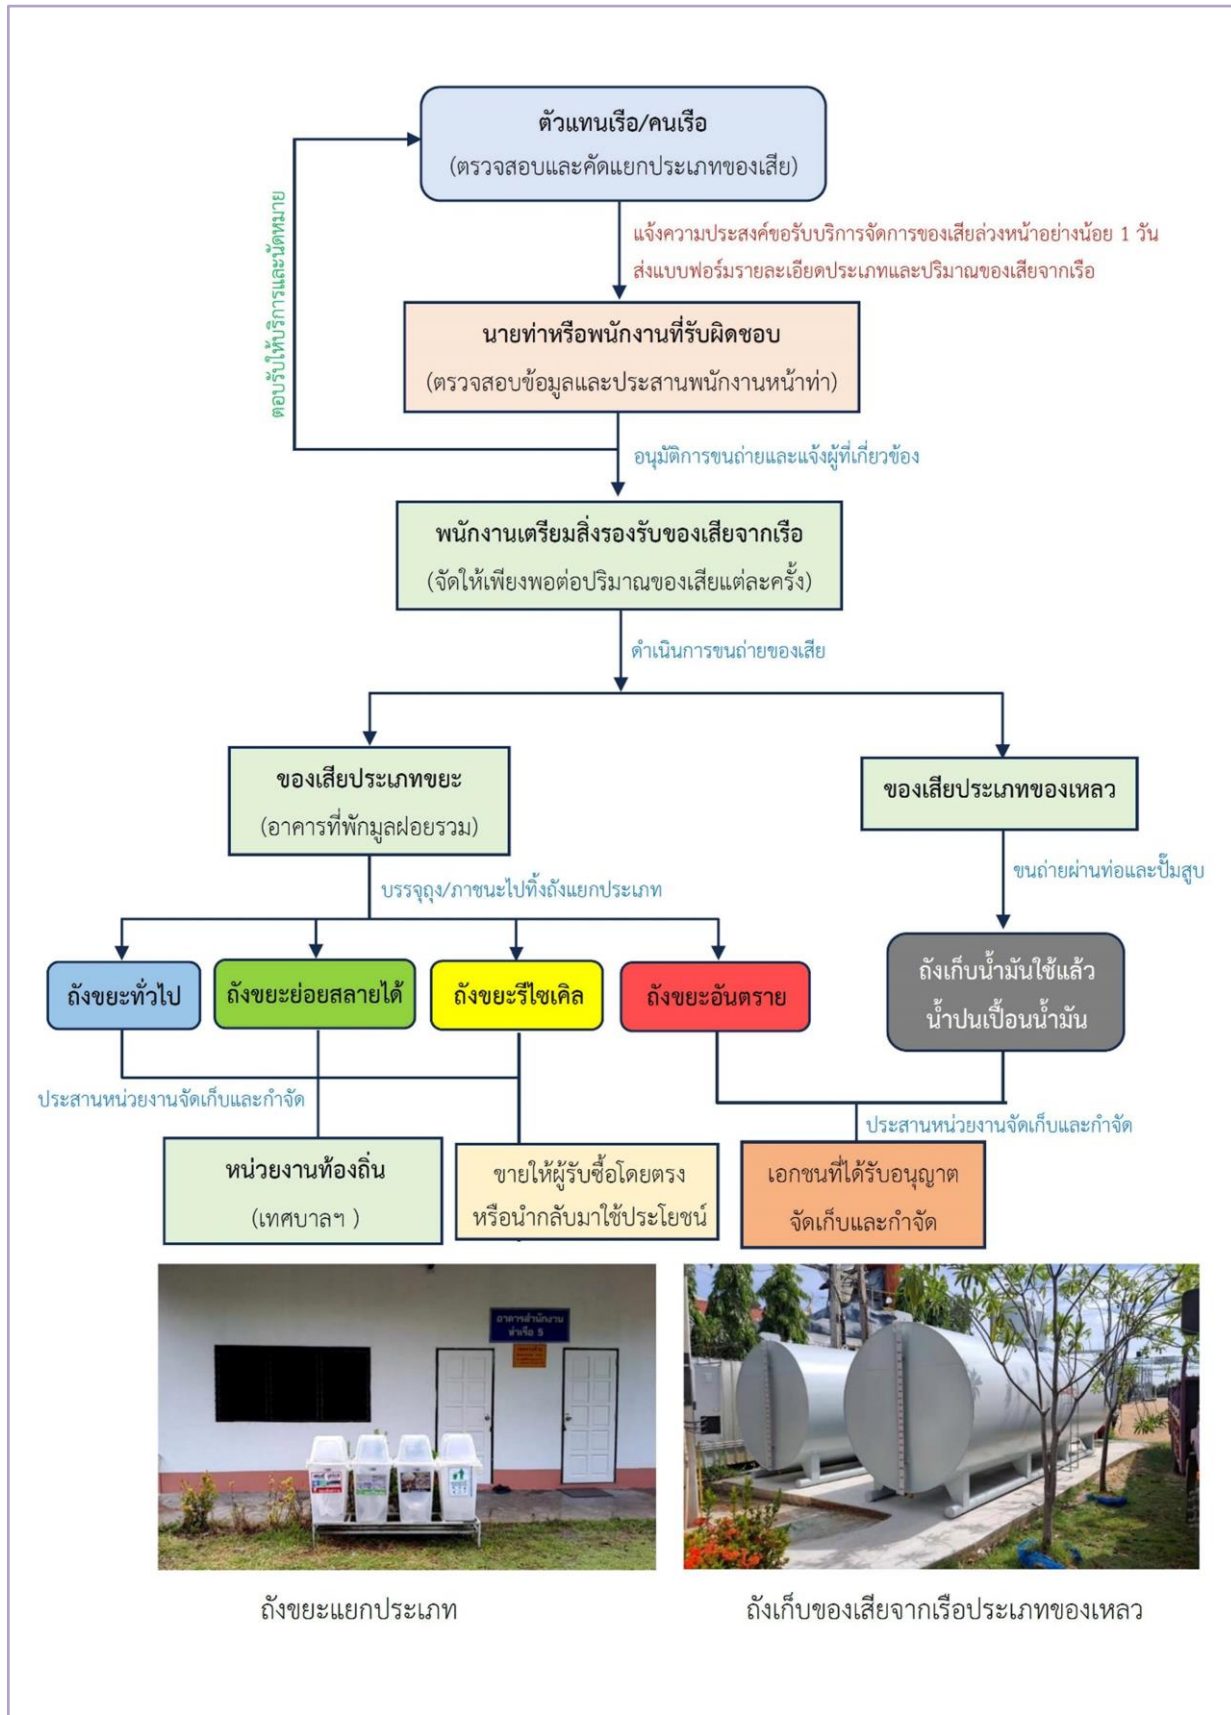 ตัวแทนเรือ/คนเรือ
(ตรวจสอบและคัดแยกประเภทของเสีย)
ตอบรับให้บริการและนัดหมาย
แจ้งความประสงค์ขอรับบริการจัดการของเสียล่วงหน้าอย่างน้อย 1 วัน
ส่งแบบฟอร์มรายละเอียดประเภทและปริมาณของเสียจากเรือ
นายท่าหรือพนักงานที่รับผิดชอบ
(ตรวจสอบข้อมูลและประสานพนักงานหน้าท่า)
อนุมัติการขนถ่ายและแจ้งผู้ที่เกี่ยวข้อง
พนักงานเตรียมสิ่งรองรับของเสียจากเรือ
(จัดให้เพียงพอต่อปริมาณของเสียแต่ละครั้ง)
ดำเนินการขนถ่ายของเสีย
ของเสียประเภทขยะ
(อาคารที่พักมูลฝอยรวม)
ของเสียประเภทของเหลว
บรรจุถุง/ภาชนะไปทิ้งถังแยกประเภท
ขนถ่ายผ่านท่อและปั๊มสูบ
ถังขยะทั่วไป
ถังขยะย่อยสลายได้
ถังขยะรีไซเคิล
ถังขยะอันตราย
ถังเก็บน้ำมันใช้แล้ว
น้ำปนเปื้อนน้ำมัน
ประสานหน่วยงานจัดเก็บและกำจัด
ประสานหน่วยงานจัดเก็บและกำจัด
หน่วยงานท้องถิ่น
(เทศบาลฯ )
ขายให้ผู้รับซื้อโดยตรง
หรือนำกลับมาใช้ประโยชน์
เอกชนที่ได้รับอนุญาต
จัดเก็บและกำจัด
อาคารสำนักงาน
ท่าเรือ 5
ถังขยะแยกประเภท
ถังเก็บของเสียจากเรือประเภทของเหลว